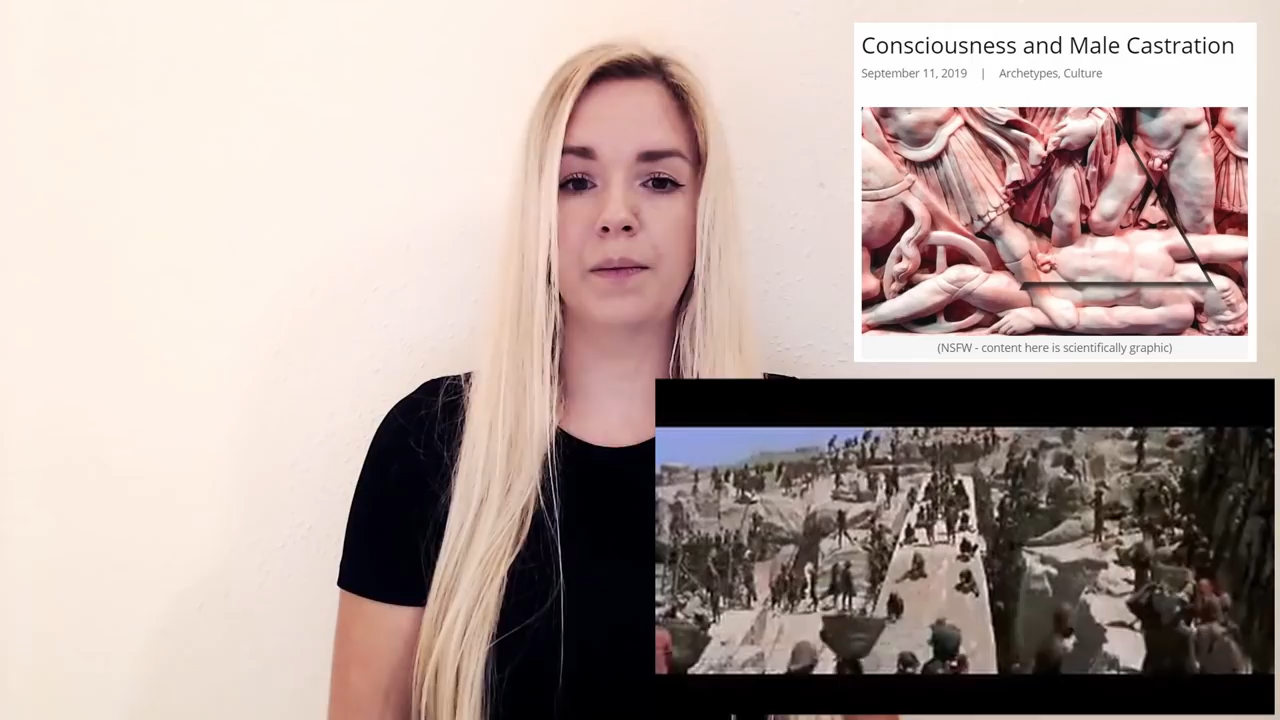 Consciousness and Male Castration
September 11, 2019 | Archetypes, Culture
(NSFW - content here is scientifically graphic)